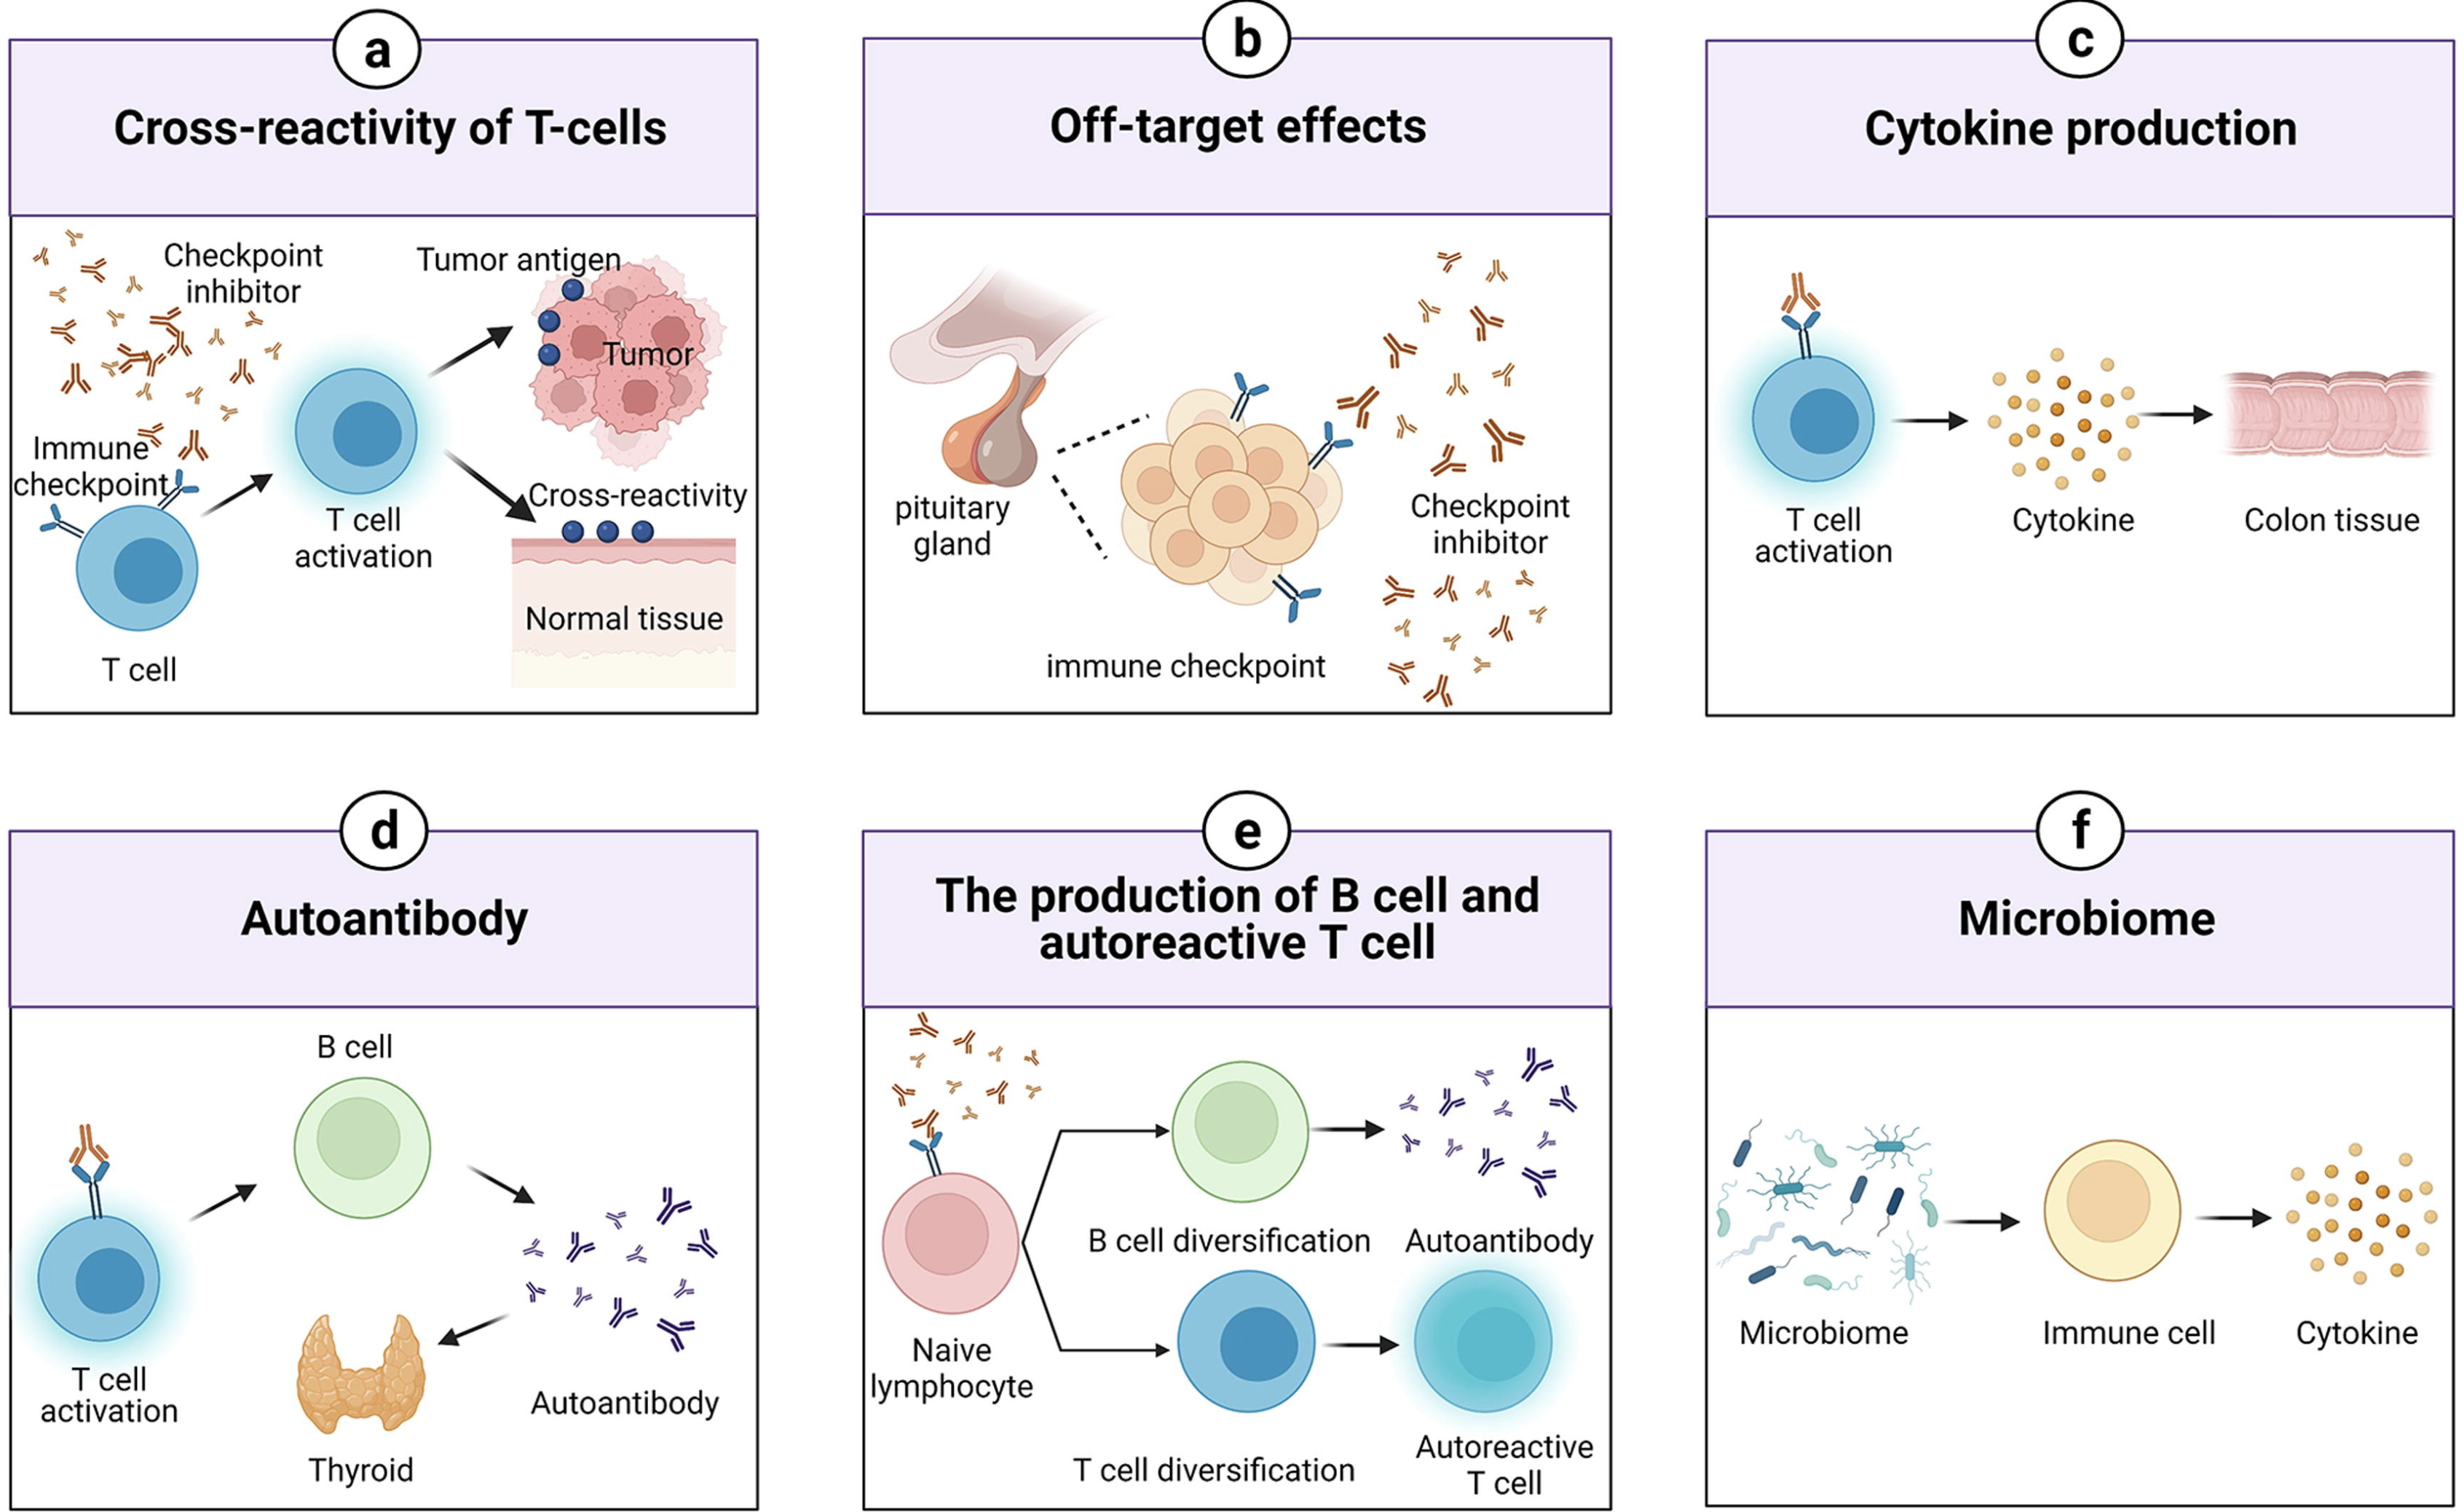 a
Cross-reactivity of T-cells
Checkpoint
inhibitor
Tumor antigen
Tumor
Immune
checkpoint
T cell
activation
Cross-reactivity
Normal tissue
T cell
b
Off-target effects
pituitary
gland
Checkpoint
inhibitor
immune checkpoint
c
Cytokine production
T cell
activation
Cytokine
Colon tissue
d
Autoantibody
B cell
T cell
activation
Autoantibody
Thyroid
e
The production of B cell and
autoreactive T cell
Naive
lymphocyte
B cell diversification
Autoantibody
T cell diversification
Autoreactive
T cell
f
Microbiome
Microbiome
Immune cell
Cytokine